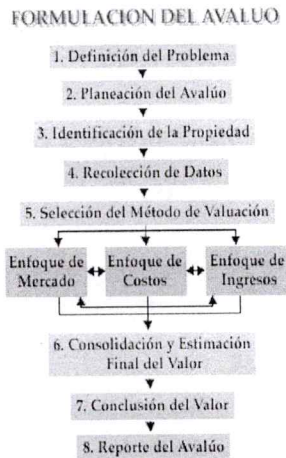 FORMULACION DEL AVALUO
1. Definición del Problema
2. Planeación del Avalúo
3. Identificación de la Propiedad
4. Recolección de Datos
5. Selección del Método de Valuación
Enfoque de
Mercado
Enfoque de
Costos
Enfoque de
Ingresos
6. Consolidación y Estimación
Final del Valor
7. Conclusión del Valor
8. Reporte del Avalúo